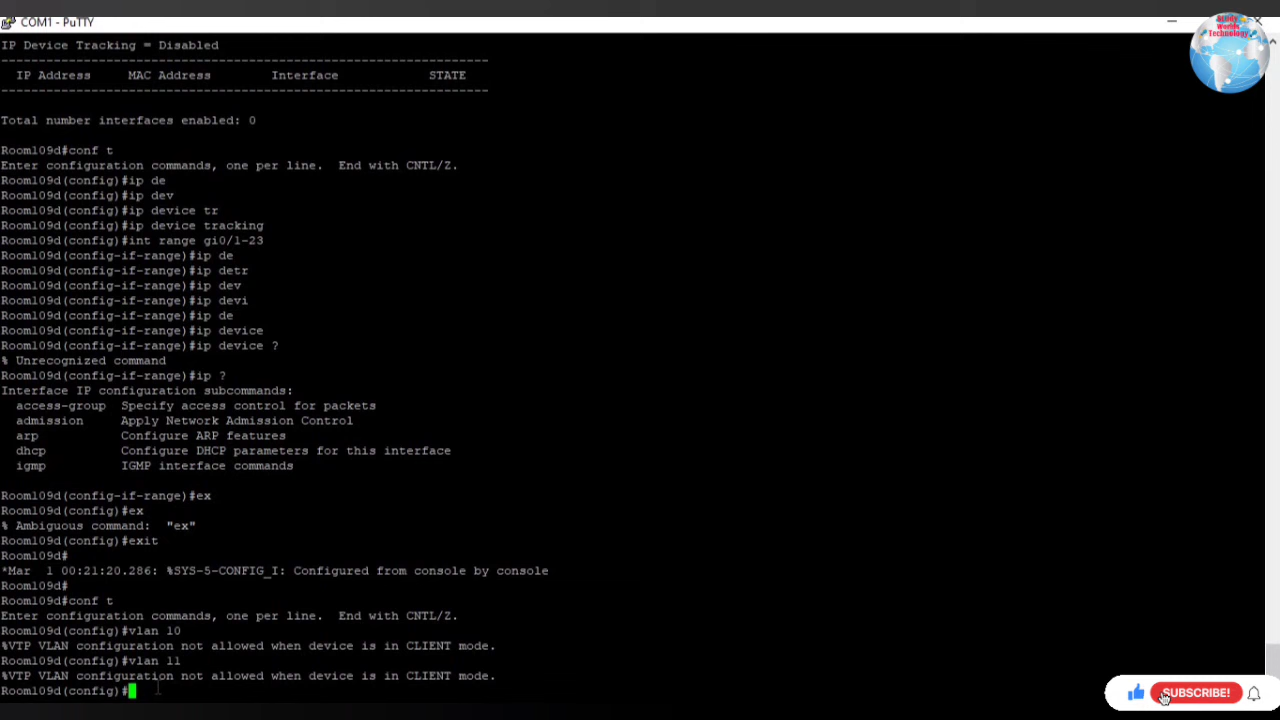 COM1 - PuTTY
Study
Worlds
Technology
IP Device Tracking = Disabled
-----------------------------------------------------------------
  IP Address     MAC Address        Interface            STATE
-----------------------------------------------------------------
Total number interfaces enabled: 0
Room109d#conf t
Enter configuration commands, one per line.  End with CNTL/Z.
Room109d(config)#ip de
Room109d(config)#ip dev
Room109d(config)#ip device tr
Room109d(config)#ip device tracking
Room109d(config)#int range gi0/1-23
Room109d(config-if-range)#ip de
Room109d(config-if-range)#ip detr
Room109d(config-if-range)#ip dev
Room109d(config-if-range)#ip devi
Room109d(config-if-range)#ip de
Room109d(config-if-range)#ip device
Room109d(config-if-range)#ip device ?
% Unrecognized command
Room109d(config-if-range)#ip ?
Interface IP configuration subcommands:
  access-group  Specify access control for packets
  admission     Apply Network Admission Control
  arp           Configure ARP features
  dhcp          Configure DHCP parameters for this interface
  igmp          IGMP interface commands
Room109d(config-if-range)#ex
Room109d(config)#ex
% Ambiguous command:  "ex"
Room109d(config)#exit
Room109d#
*Mar  1 00:21:20.286: %SYS-5-CONFIG_I: Configured from console by console
Room109d#
Room109d#conf t
Enter configuration commands, one per line.  End with CNTL/Z.
Room109d(config)#vlan 10
%VTP VLAN configuration not allowed when device is in CLIENT mode.
Room109d(config)#vlan 11
%VTP VLAN configuration not allowed when device is in CLIENT mode.
Room109d(config)#
SUBSCRIBE!